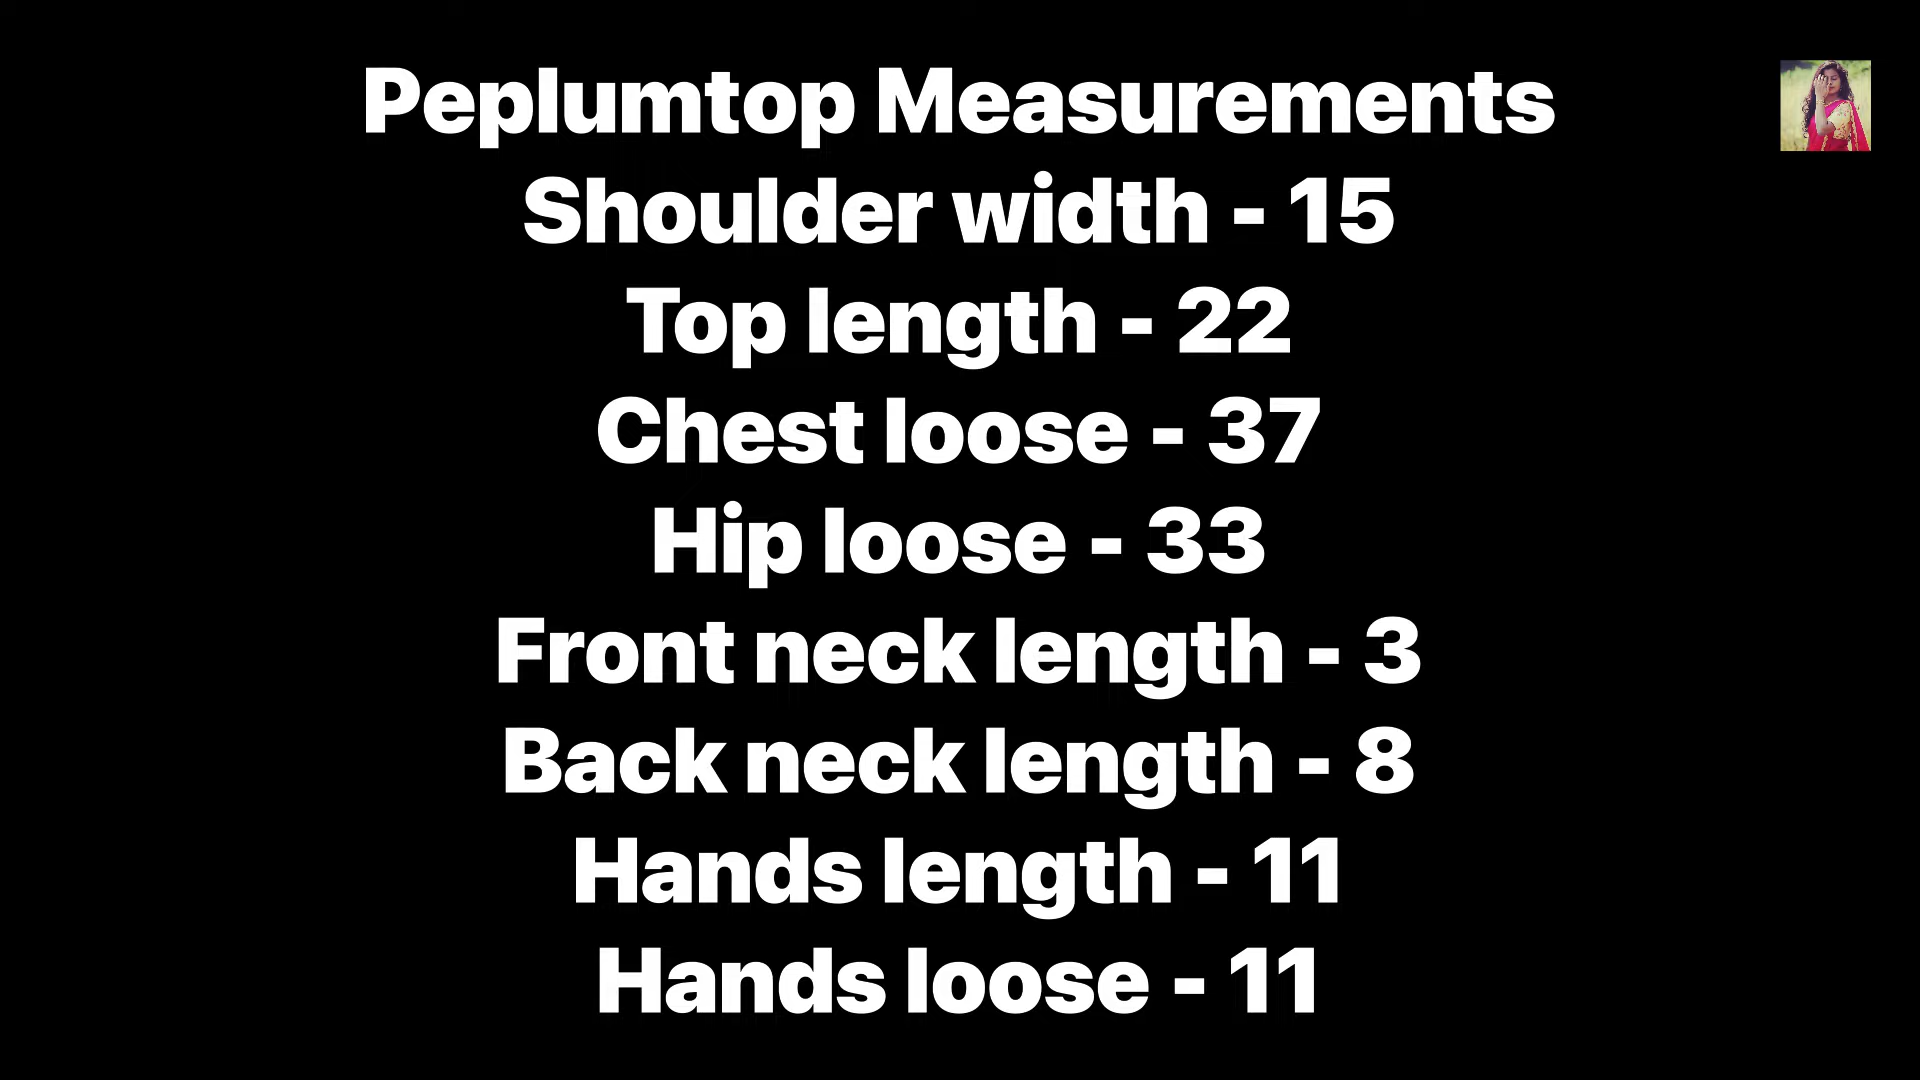 Peplumtop Measurements
Shoulder width - 15
Top length - 22
Chest loose - 37
Hip loose - 33
Front neck length - 3
Back neck length - 8
Hands length - 11
Hands loose - 11